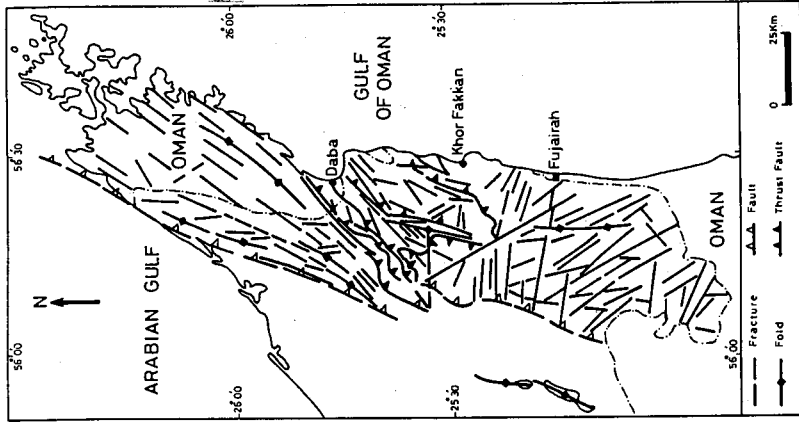 56°30
N
ARABIAN GULF
OMAN
26°00
26°00
56°00
Daba
GULF
OF OMAN
25°30
Khor Fakkan
25°30
Fujairah
OMAN
56°00
Fracture
Fault
Fold
Thrust Fault
0 25Km